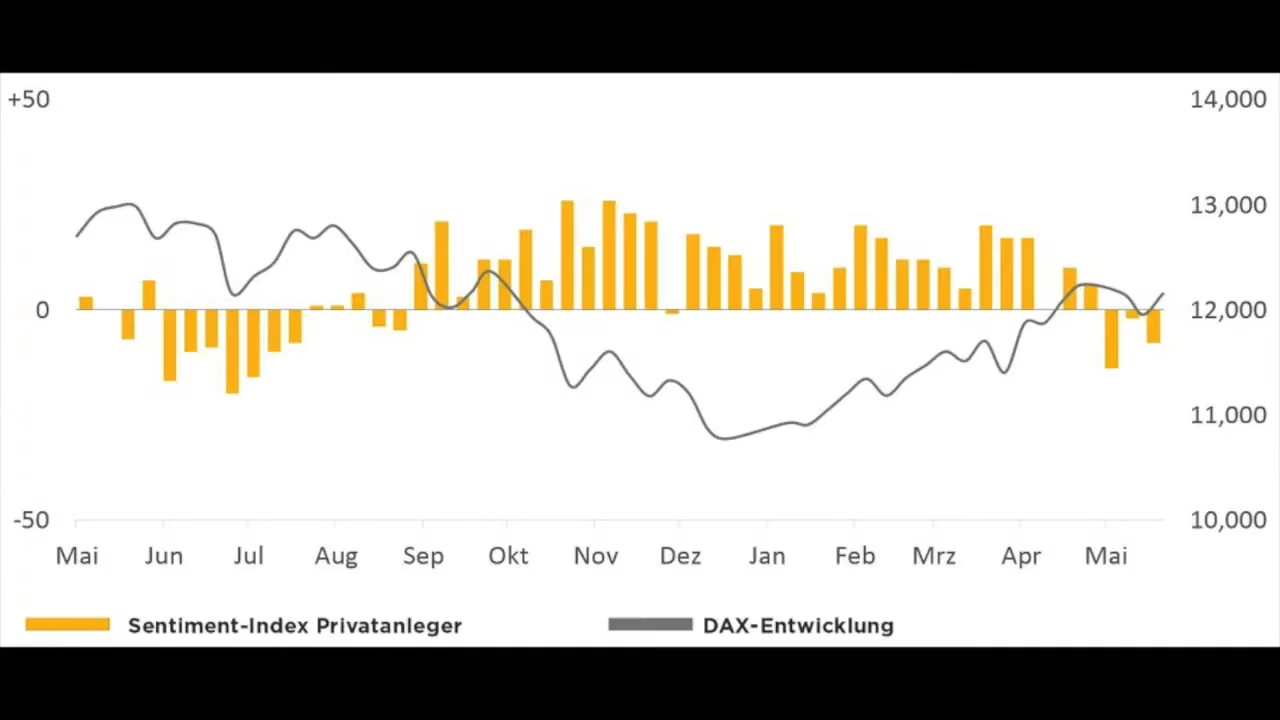 +50 14,000
13,000
0 12,000
11,000
-50 10,000
Mai Jun Jul Aug Sep Okt Nov Dez Jan Feb Mrz Apr Mai
Sentiment-Index Privatanleger DAX-Entwicklung